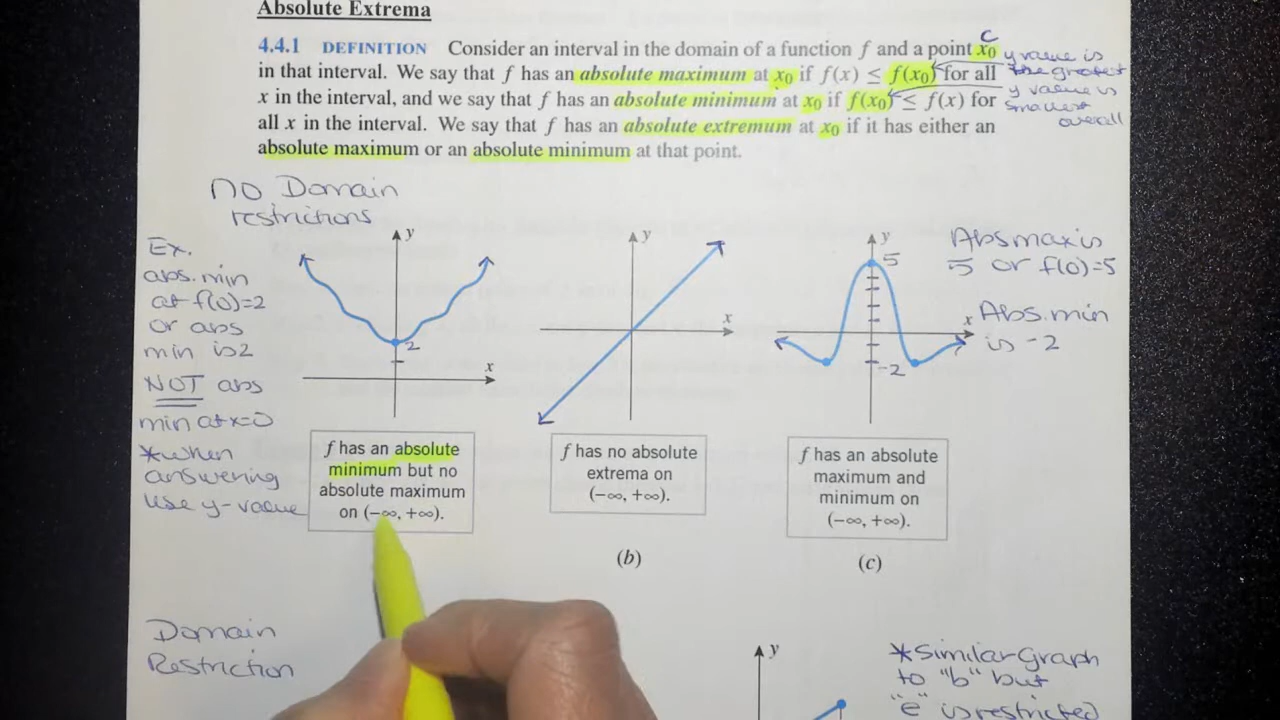 Absolute Extrema
4.4.1 DEFINITION Consider an interval in the domain of a function f and a point x₀
C
in that interval. We say that f has an absolute maximum at x₀ if f(x) ≤ f(x₀) for all
x in the interval, and we say that f has an absolute minimum at x₀ if f(x₀) ≤ f(x) for
all x in the interval. We say that f has an absolute extremum at x₀ if it has either an
absolute maximum or an absolute minimum at that point.
y value is
the greatest
y value is
smallest
overall
no Domain
restrictions
Ex.
abs. min
at f(0)=2
or abs
min is 2
NOT abs
min at x=0
*when
answering
use y-value
y
2
x
f has an absolute
minimum but no
absolute maximum
on (−∞, +∞).
y
x
f has no absolute
extrema on
(−∞, +∞).
(b)
y
5
x
-2
Abs max is
5 or f(0)=5
Abs. min
is -2
f has an absolute
maximum and
minimum on
(−∞, +∞).
(c)
Domain
Restriction
y
*Similar Graph
to "b" but
"e" is restricted